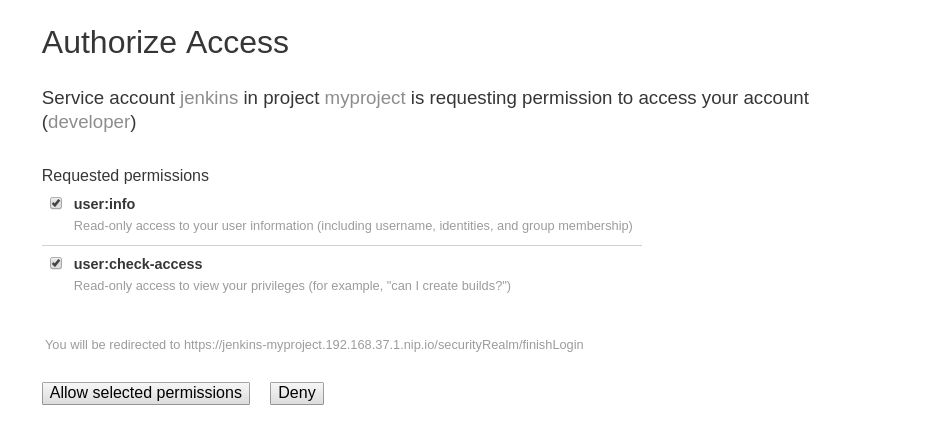 Authorize Access
Service account jenkins in project myproject is requesting permission to access your account
(developer)
Requested permissions
user:info
Read-only access to your user information (including username, identities, and group membership)
user:check-access
Read-only access to view your privileges (for example, "can I create builds?")
You will be redirected to https://jenkins-myproject.192.168.37.1.nip.io/securityRealm/finishLogin
Allow selected permissions Deny